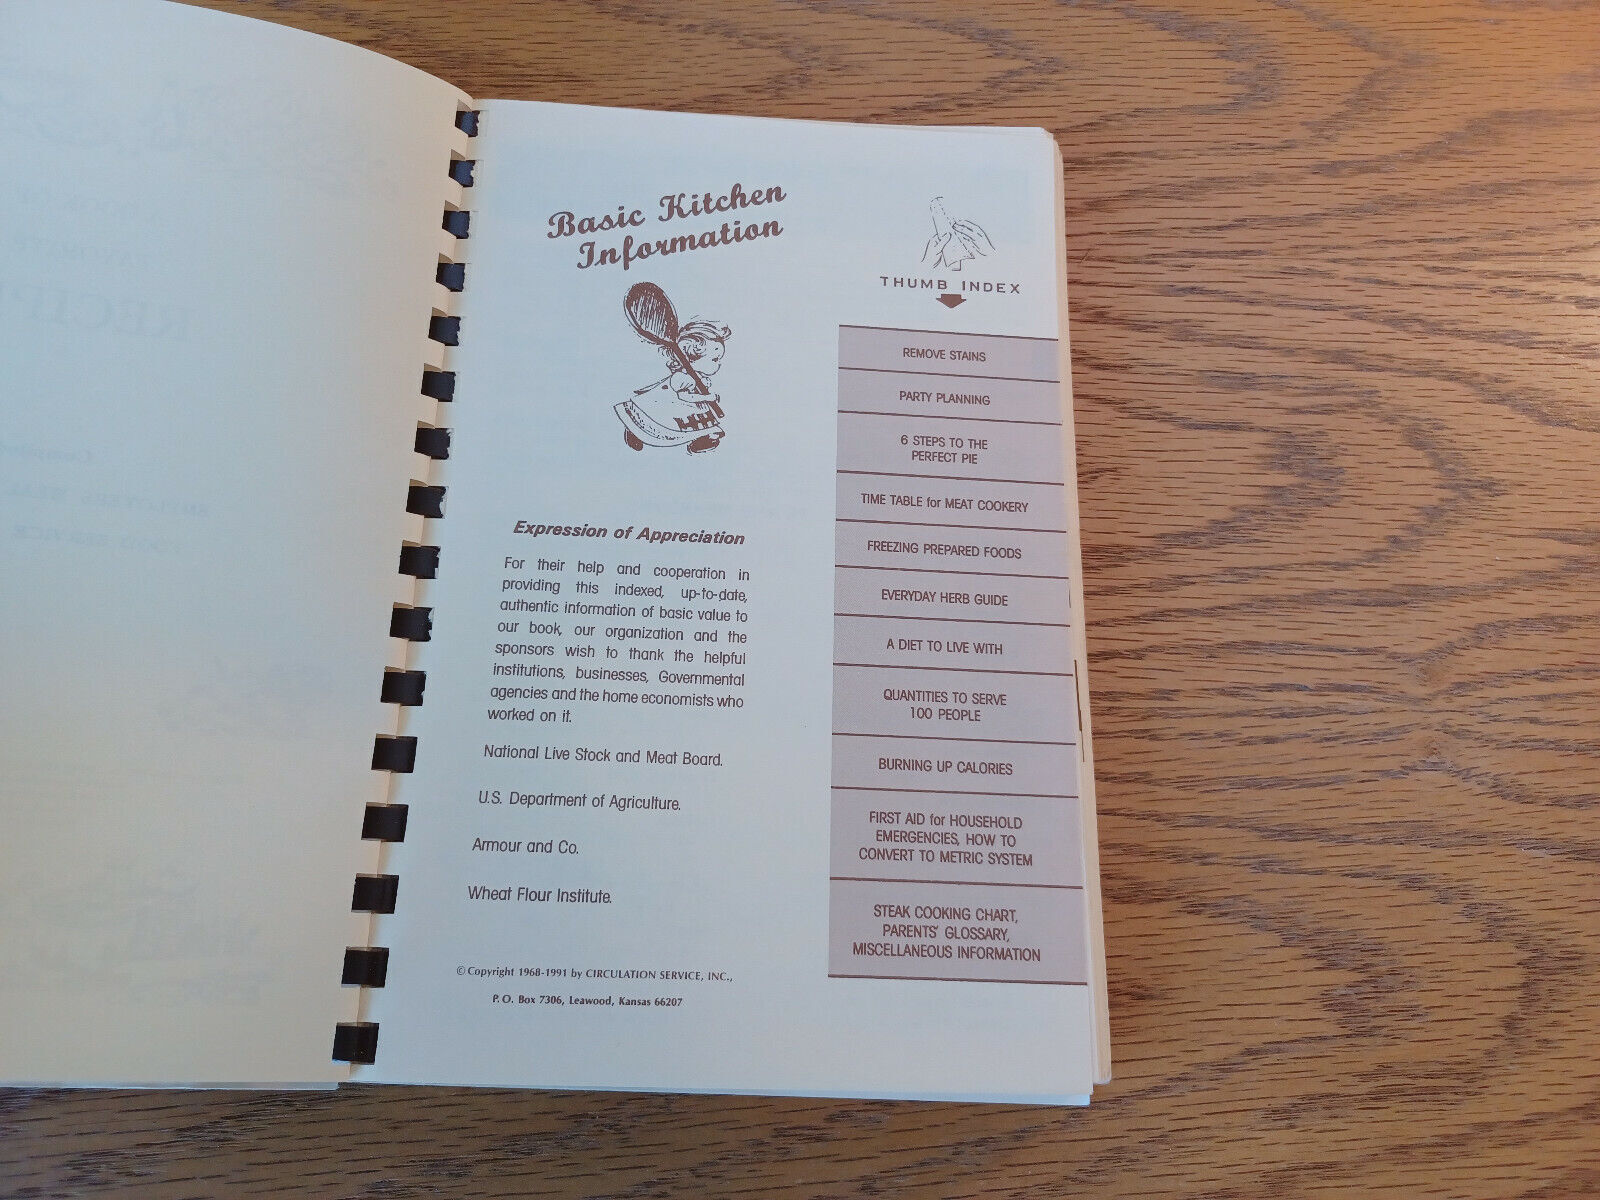 Basic Kitchen
Information
Expression of Appreciation
For their help and cooperation in
providing this indexed, up-to-date,
authentic information of basic value to
our book, our organization and the
sponsors wish to thank the helpful
institutions, businesses, Governmental
agencies and the home economists who
worked on it.
National Live Stock and Meat Board.
U.S. Department of Agriculture.
Armour and Co.
Wheat Flour Institute.
© Copyright 1968-1991 by CIRCULATION SERVICE, INC.,
P. O. Box 7306, Leawood, Kansas 66207
THUMB INDEX
REMOVE STAINS
PARTY PLANNING
6 STEPS TO THE
PERFECT PIE
TIME TABLE for MEAT COOKERY
FREEZING PREPARED FOODS
EVERYDAY HERB GUIDE
A DIET TO LIVE WITH
QUANTITIES TO SERVE
100 PEOPLE
BURNING UP CALORIES
FIRST AID for HOUSEHOLD
EMERGENCIES, HOW TO
CONVERT TO METRIC SYSTEM
STEAK COOKING CHART,
PARENTS' GLOSSARY,
MISCELLANEOUS INFORMATION